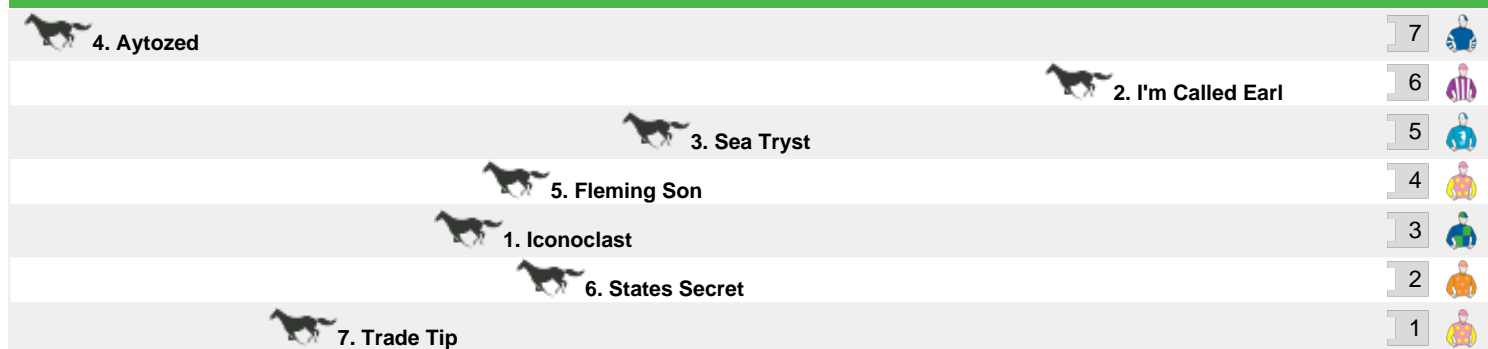 4. Aytozed 7
2. I'm Called Earl 6
3. Sea Tryst 5
5. Fleming Son 4
1. Iconoclast 3
6. States Secret 2
7. Trade Tip 1